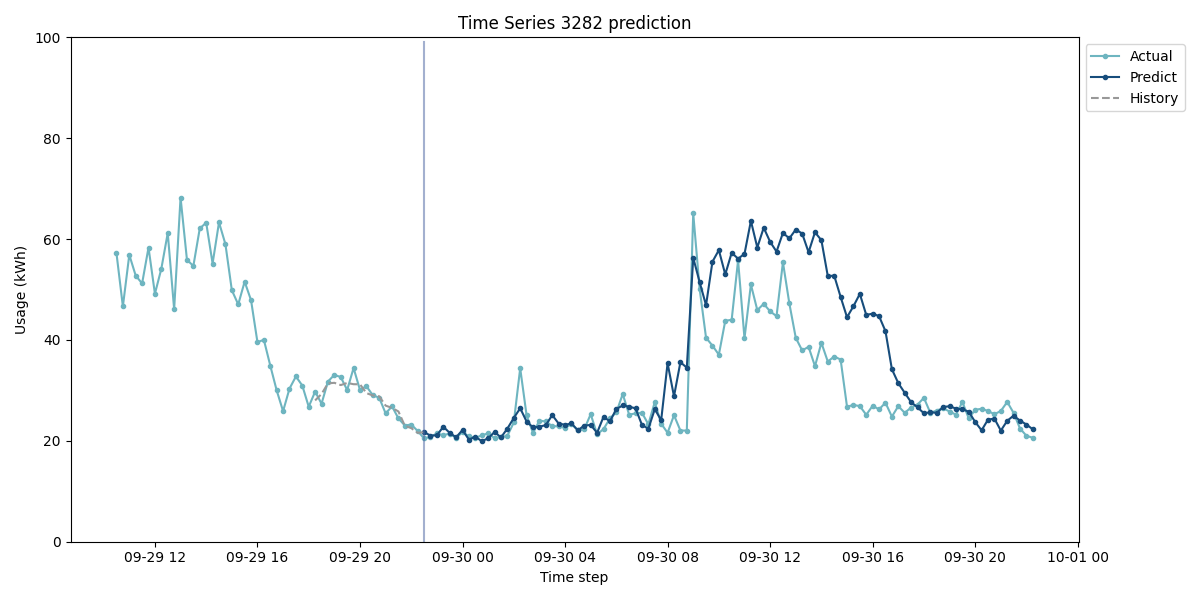 Time Series 3282 prediction
Usage (kWh)
100
80
60
40
20
0
09-29 12
09-29 16
09-29 20
09-30 00
09-30 04
09-30 08
09-30 12
09-30 16
09-30 20
10-01 00
Time step
Actual
Predict
History